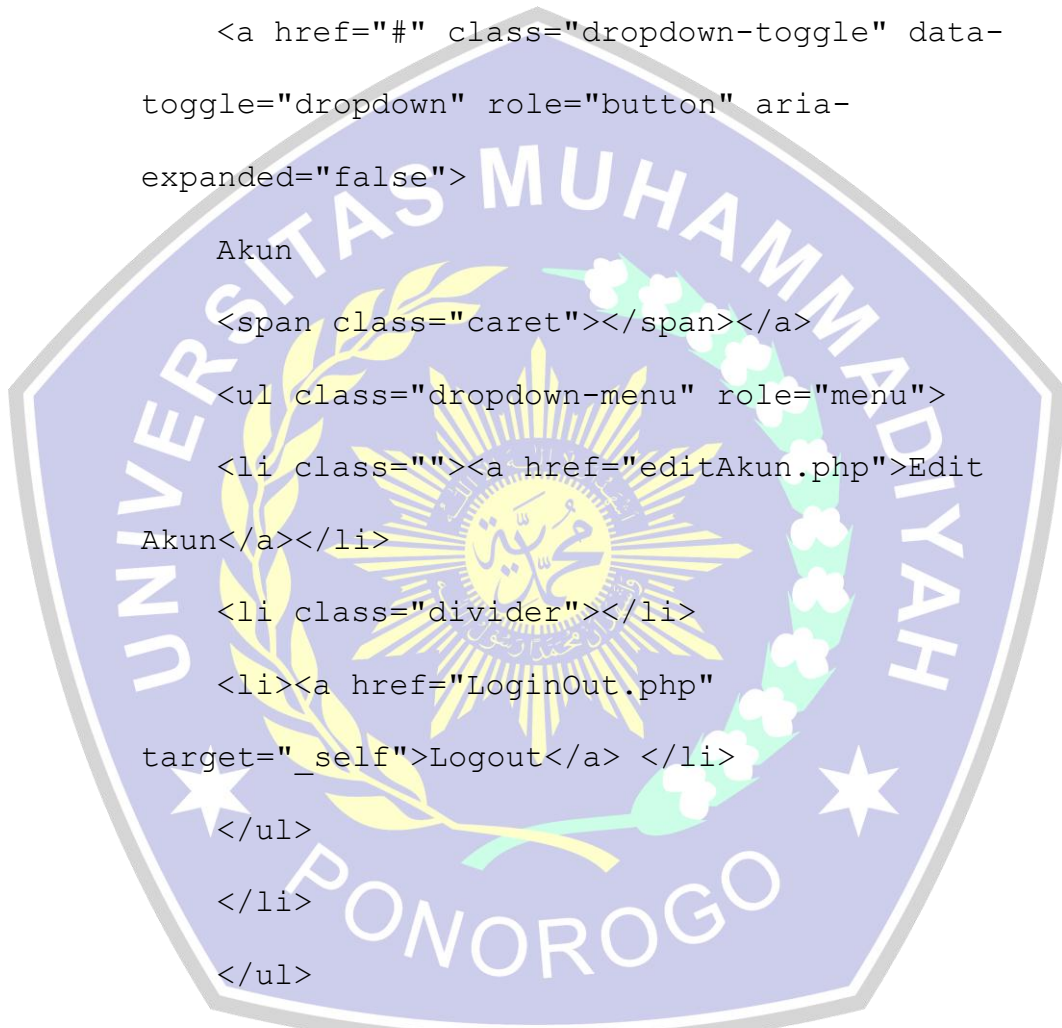 <a href="#" class="dropdown-toggle" data-
toggle="dropdown" role="button" aria-
expanded="false">
Akun
<span class="caret"></span></a>
<ul class="dropdown-menu" role="menu">
<li class=""><a href="editAkun.php">Edit
Akun</a></li>
<li class="divider"></li>
<li><a href="LoginOut.php"
target="_self">Logout</a> </li>
</ul>
</li>
</ul>
UNIVERSITAS MUHAMMADIYAH
PONOROGO